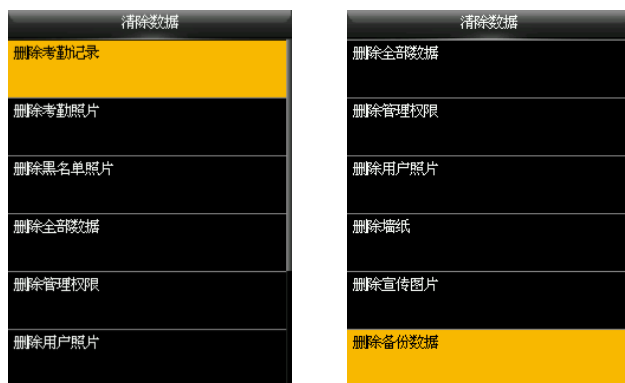 清除数据
删除考勤记录
删除考勤照片
删除黑名单照片
删除全部数据
删除管理权限
删除用户照片
清除数据
删除全部数据
删除管理权限
删除用户照片
删除墙纸
删除宣传图片
删除备份数据